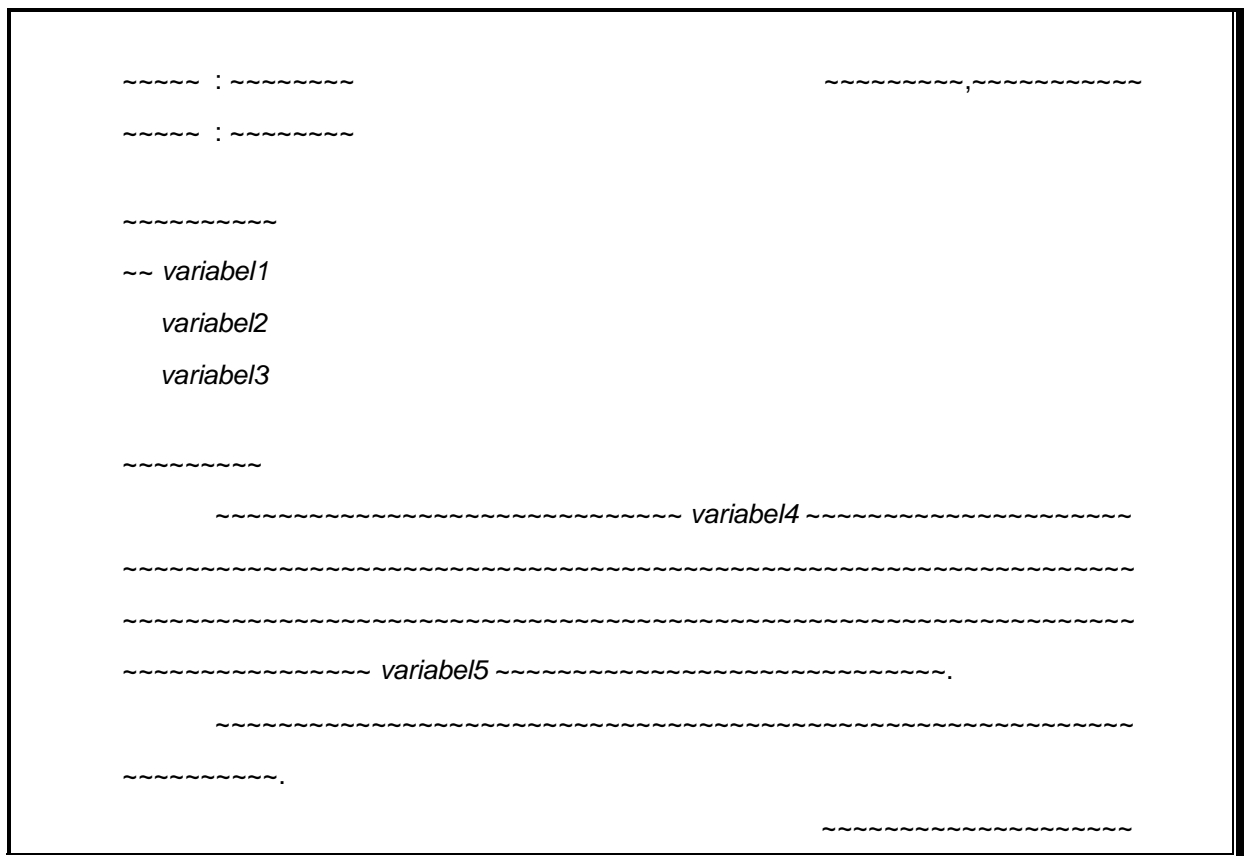 ~~~~~ : ~~~~~~~~ ~~~~~~~~~,~~~~~~~~~~~
~~~~~ : ~~~~~~~~
~~~~~~~~~~
~~ variabel1
variabel2
variabel3
~~~~~~~~~
~~~~~~~~~~~~~~~~~~~~~~~~~~~~~~ variabel4 ~~~~~~~~~~~~~~~~~~~~~
~~~~~~~~~~~~~~~~~~~~~~~~~~~~~~~~~~~~~~~~~~~~~~~~~~~~~~~~~~~~~~~~~
~~~~~~~~~~~~~~~~~~~~~~~~~~~~~~~~~~~~~~~~~~~~~~~~~~~~~~~~~~~~~~~~~
~~~~~~~~~~~~~~~~ variabel5 ~~~~~~~~~~~~~~~~~~~~~~~~~~~~~.
~~~~~~~~~~~~~~~~~~~~~~~~~~~~~~~~~~~~~~~~~~~~~~~~~~~~~~~~~~~
~~~~~~~~~~.
~~~~~~~~~~~~~~~~~~~~